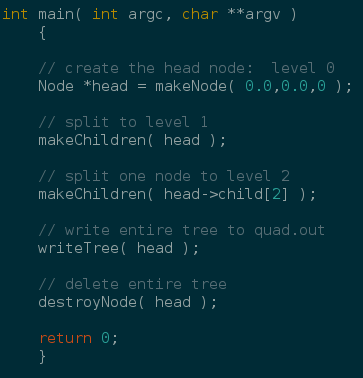 int main( int argc, char **argv )
{
// create the head node:  level 0
Node *head = makeNode( 0.0,0.0,0 );
// split to level 1
makeChildren( head );
// split one node to level 2
makeChildren( head->child[2] );
// write entire tree to quad.out
writeTree( head );
// delete entire tree
destroyNode( head );
return 0;
}